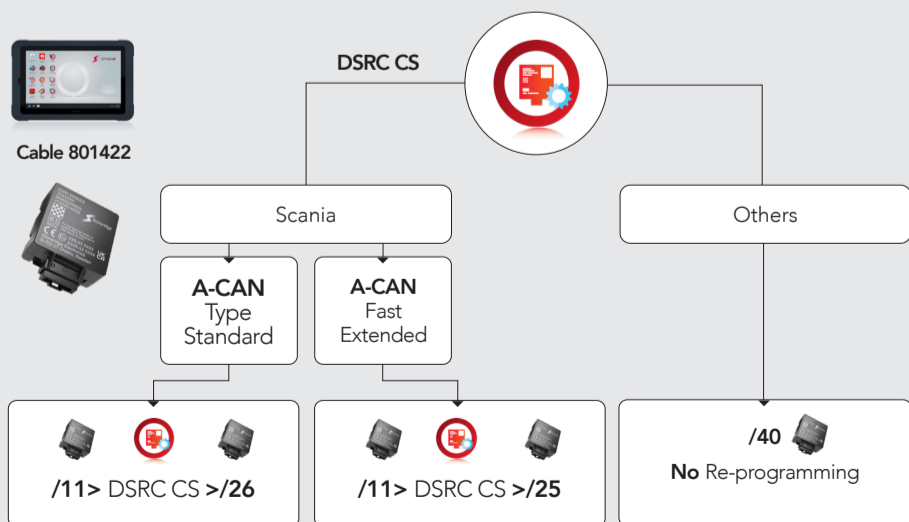 DSRC CS
Cable 801422
Scania
Others
A-CAN
Type
Standard
A-CAN
Fast
Extended
/11> DSRC CS >/26
/11> DSRC CS >/25
/40
No Re-programming